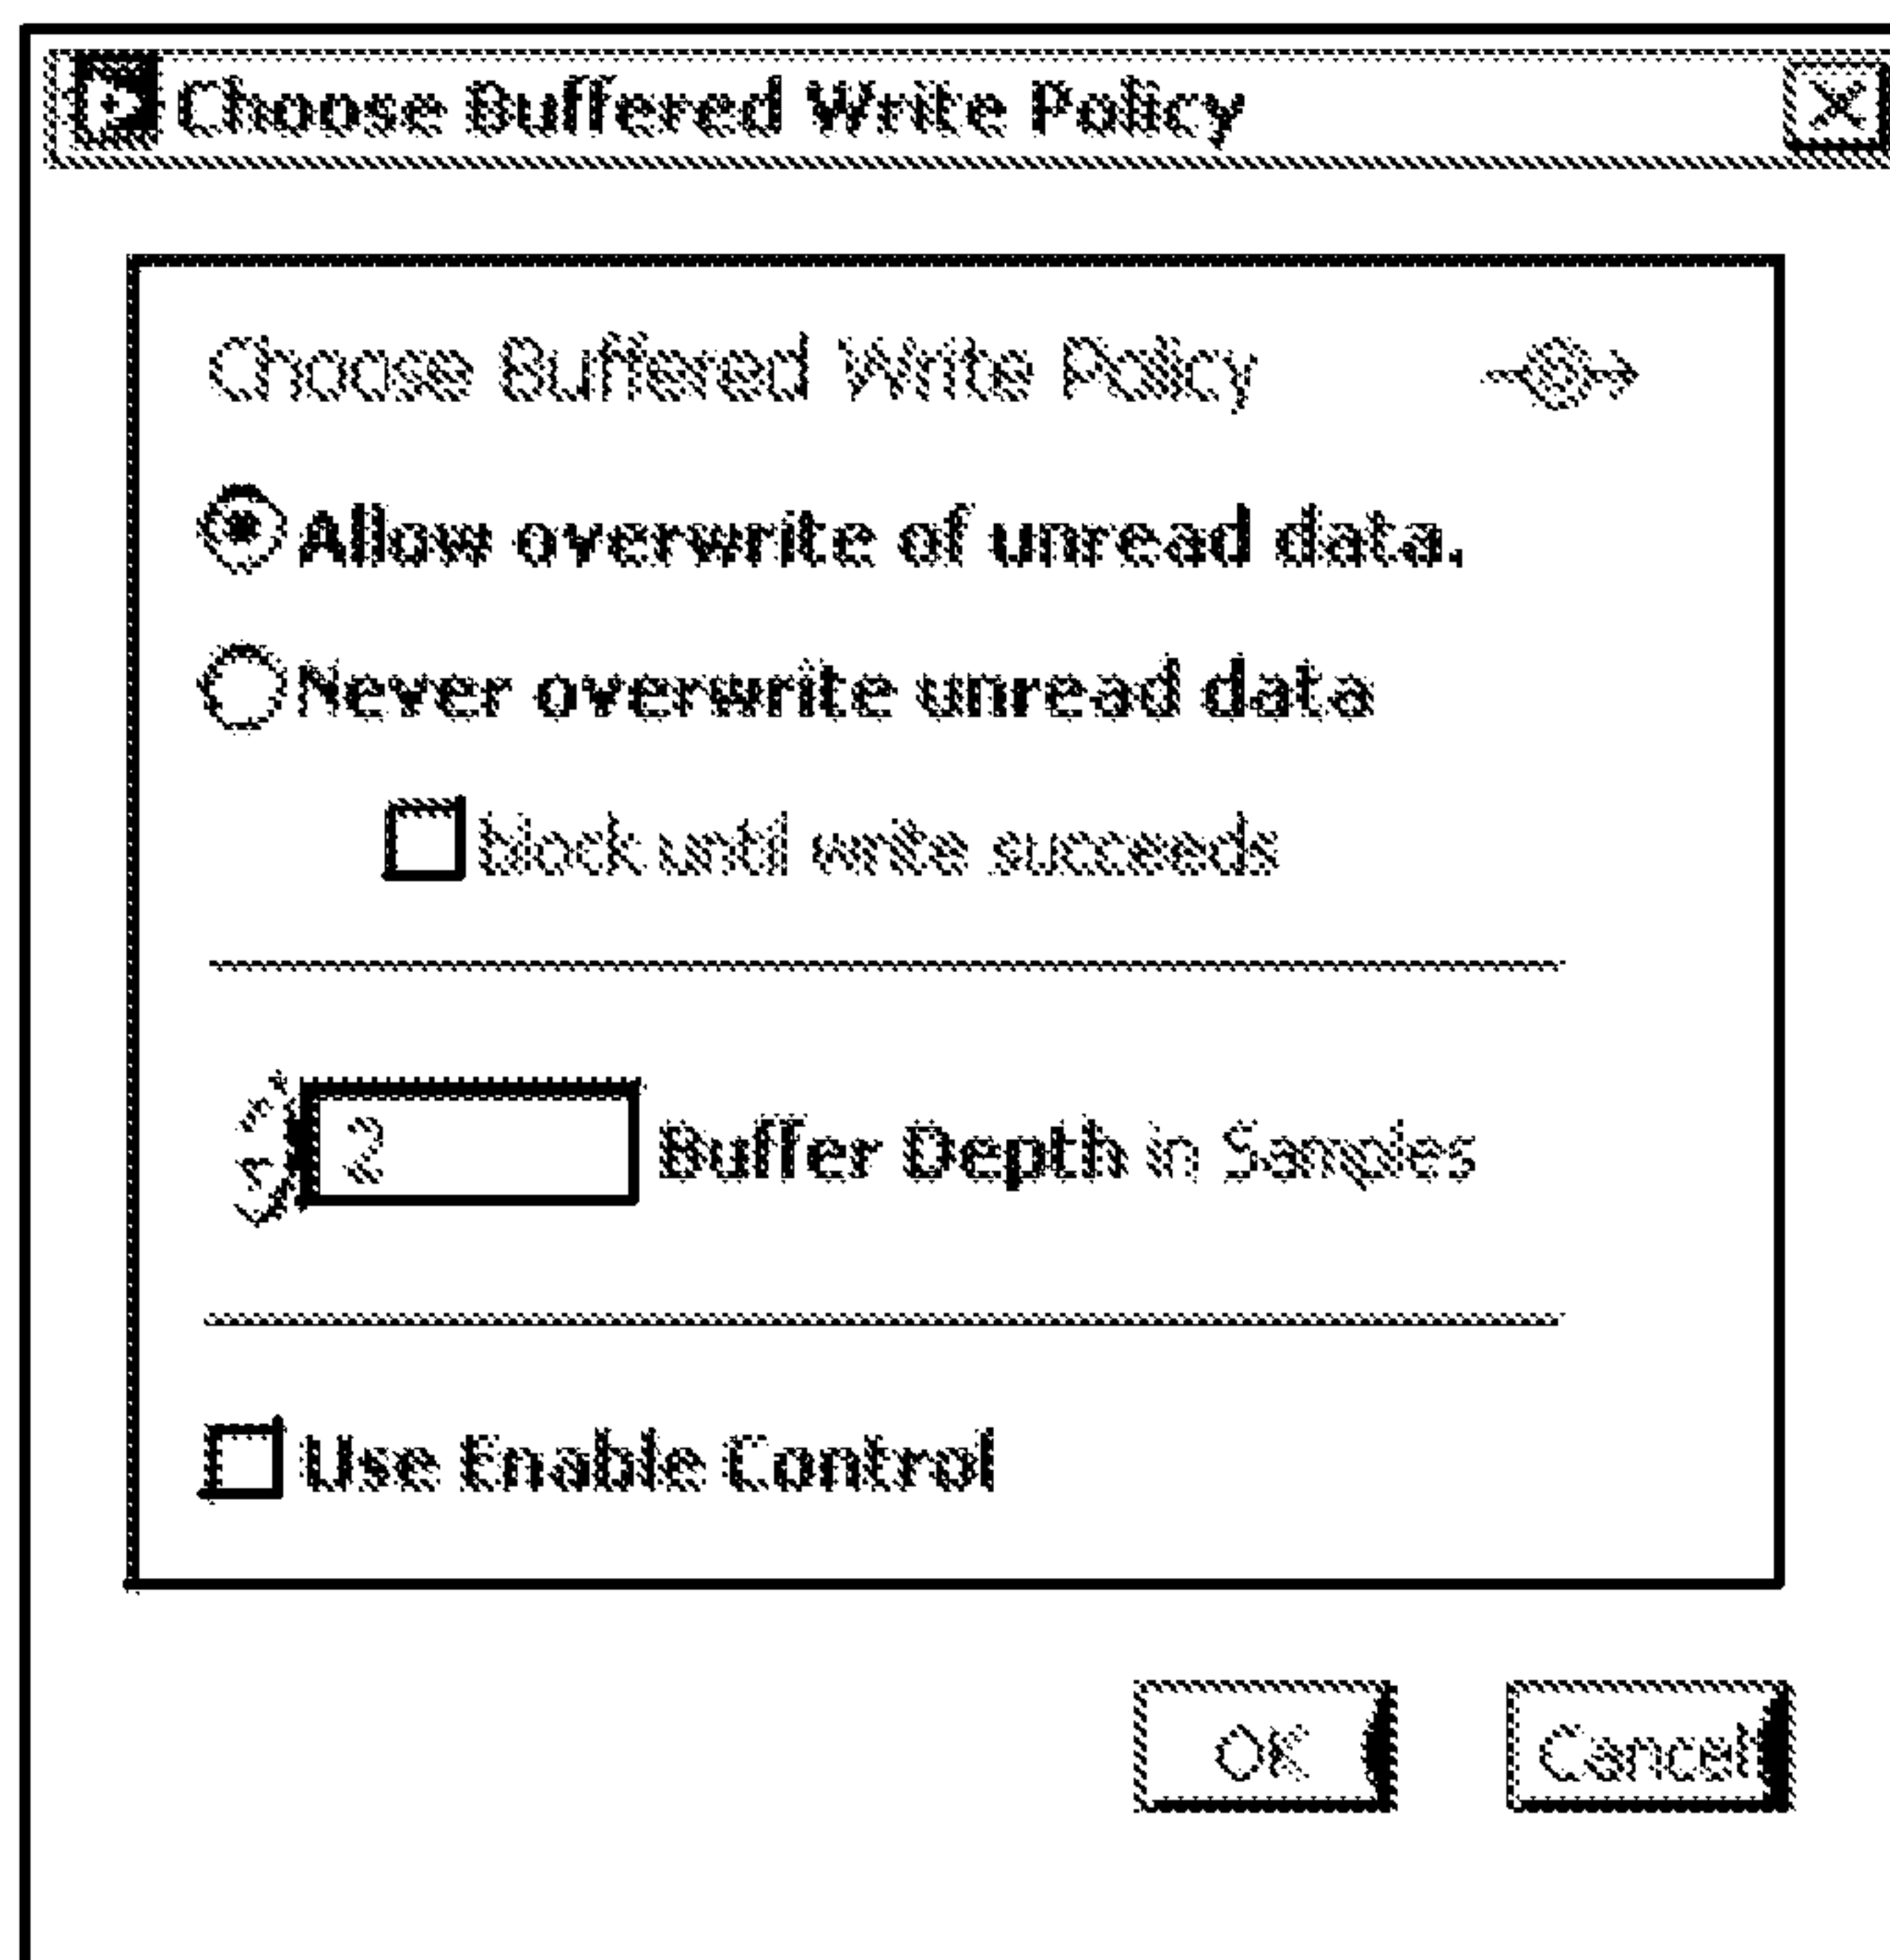 Choose Buffered Write Policy
Choose Buffered Write Policy
Allow overwrite of unread data.
Never overwrite unread data
block until write succeeds
2 Buffer Depth in Samples
Use Enable Control
OK Cancel